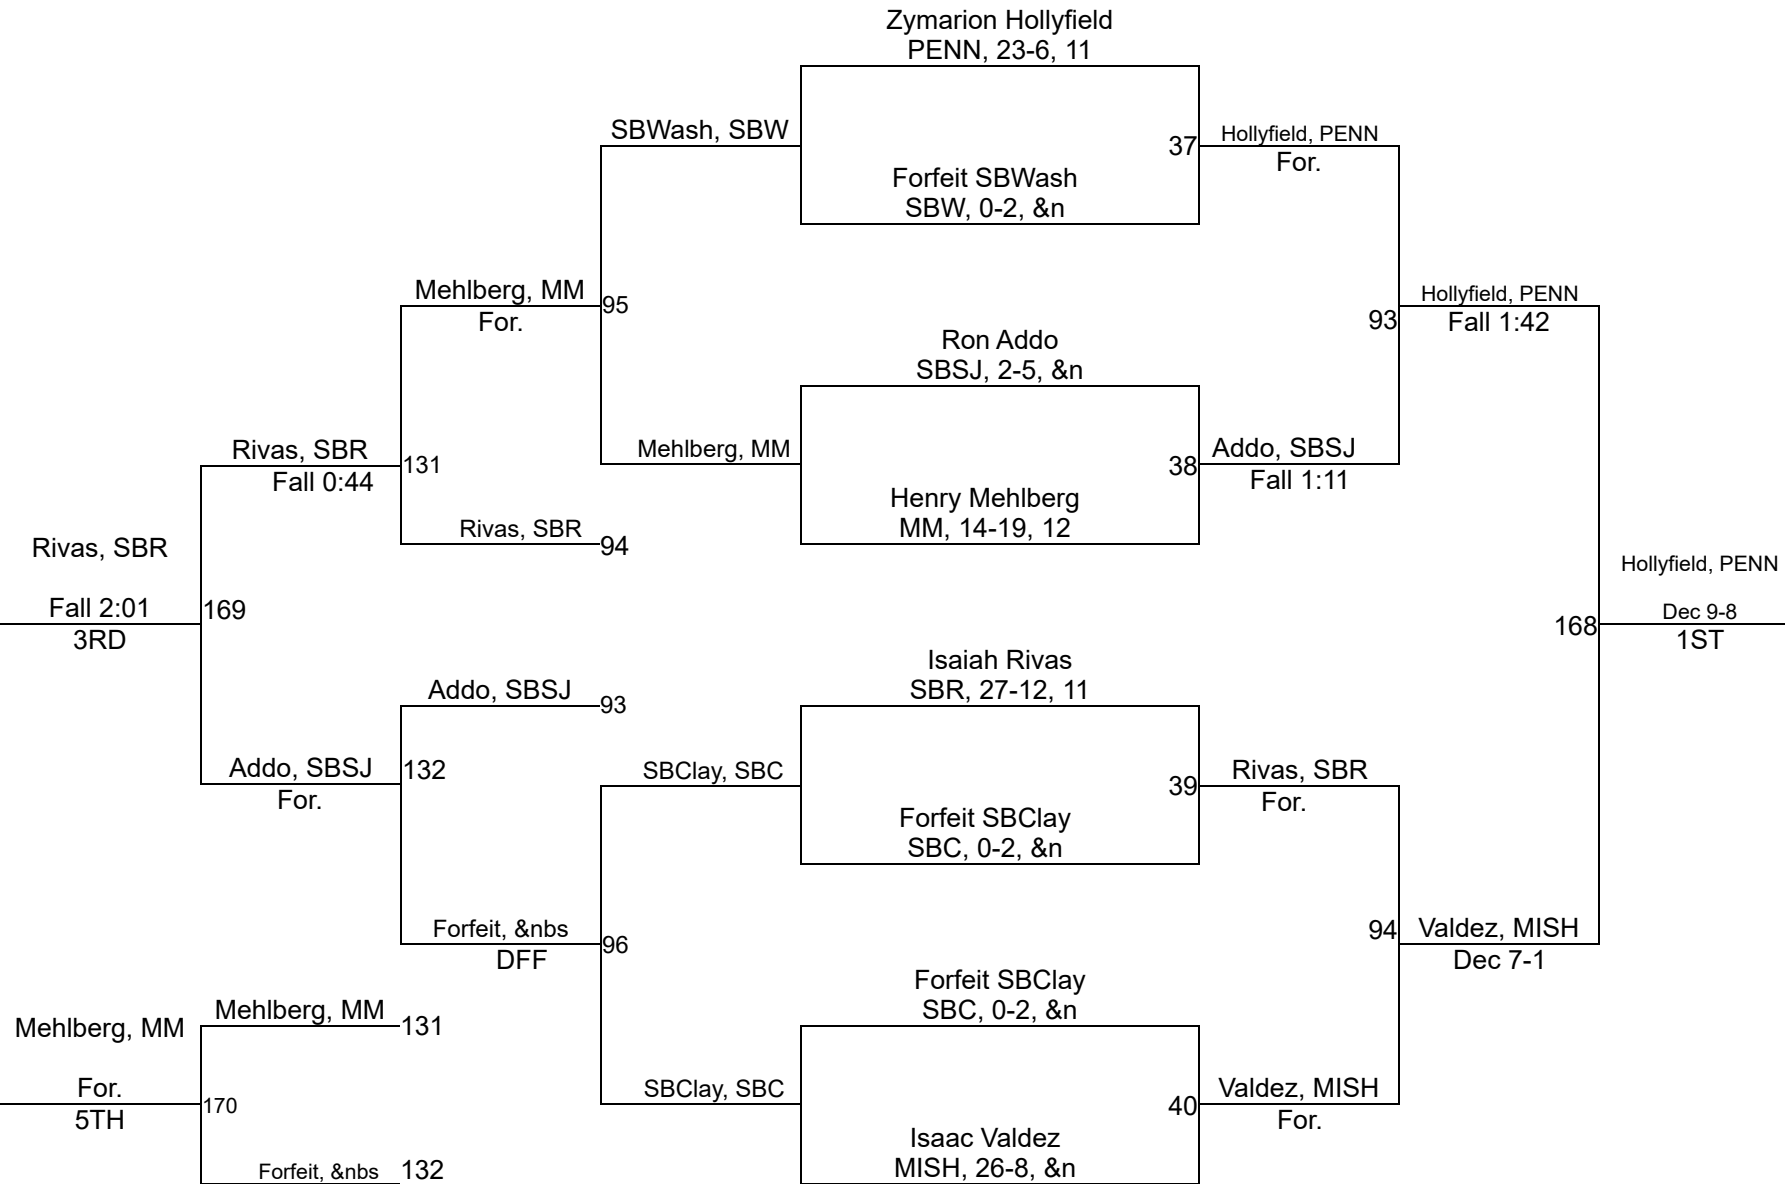 Zymarion Hollyfield
PENN, 23-6, 11
SBWash, SBW
37
Hollyfield, PENN
For.
Forfeit SBWash
SBW, 0-2, &n
Mehlberg, MM
For.
95
Hollyfield, PENN
93
Fall 1:42
Ron Addo
SBSJ, 2-5, &n
Rivas, SBR
Fall 0:44
131
Mehlberg, MM
38
Addo, SBSJ
Fall 1:11
Henry Mehlberg
MM, 14-19, 12
Rivas, SBR
94
Rivas, SBR
Fall 2:01
3RD
169
Hollyfield, PENN
168
Dec 9-8
1ST
Isaiah Rivas
SBR, 27-12, 11
Addo, SBSJ
93
Addo, SBSJ
For.
132
SBClay, SBC
39
Rivas, SBR
For.
Forfeit SBClay
SBC, 0-2, &n
Forfeit, &nbs
DFF
96
94
Valdez, MISH
Dec 7-1
Forfeit SBClay
SBC, 0-2, &n
Mehlberg, MM
131
Mehlberg, MM
For.
5TH
170
SBClay, SBC
40
Valdez, MISH
For.
Isaac Valdez
MISH, 26-8, &n
Forfeit, &nbs
132